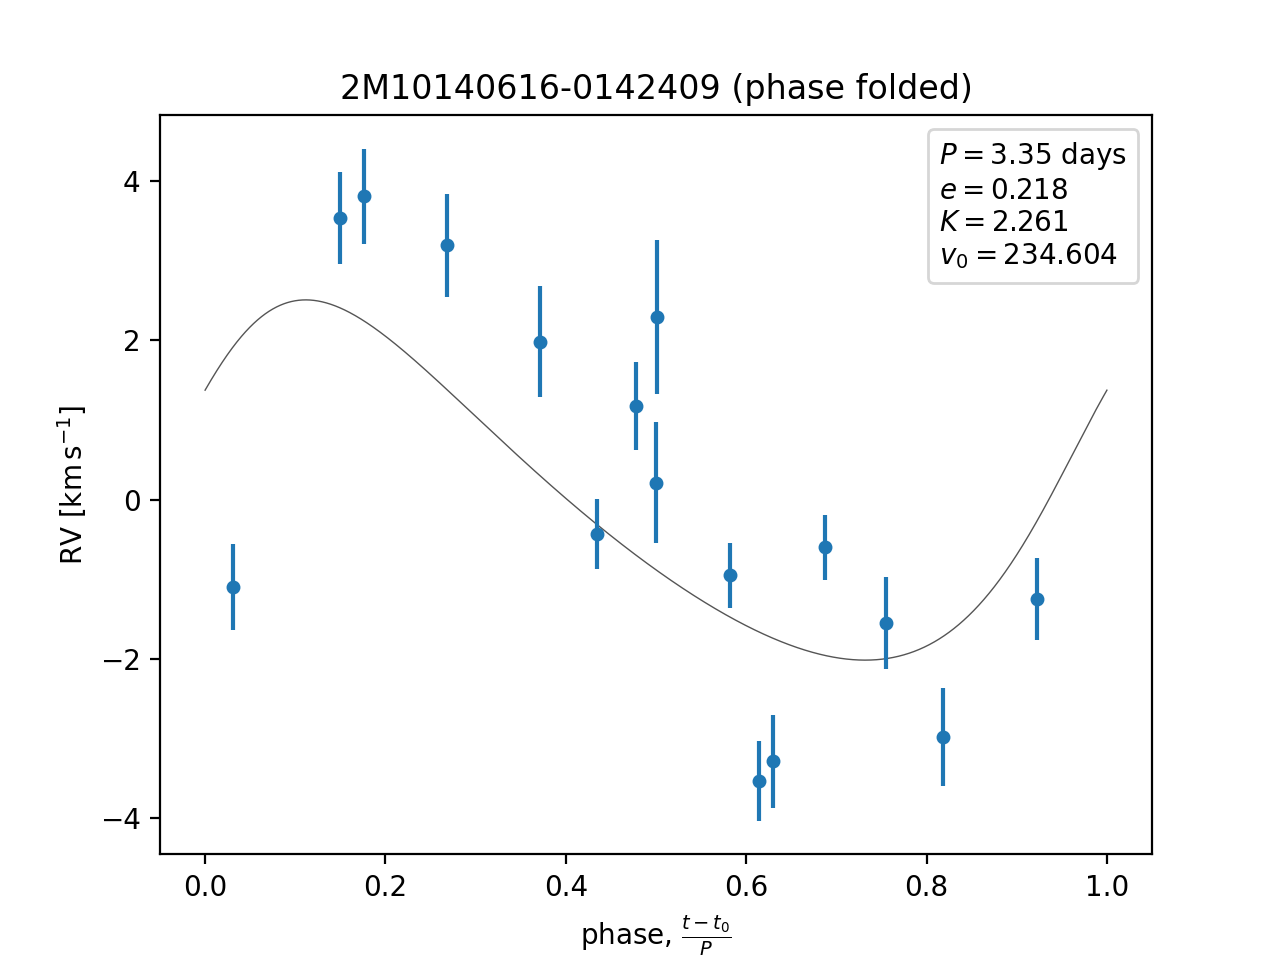 2M10140616-0142409 (phase folded)
P = 3.35 days
e = 0.218
K = 2.261
v₀ = 234.604
RV [km s⁻¹]
4
2
0
−2
−4
0.0 0.2 0.4 0.6 0.8 1.0
phase, (t − t₀)/P